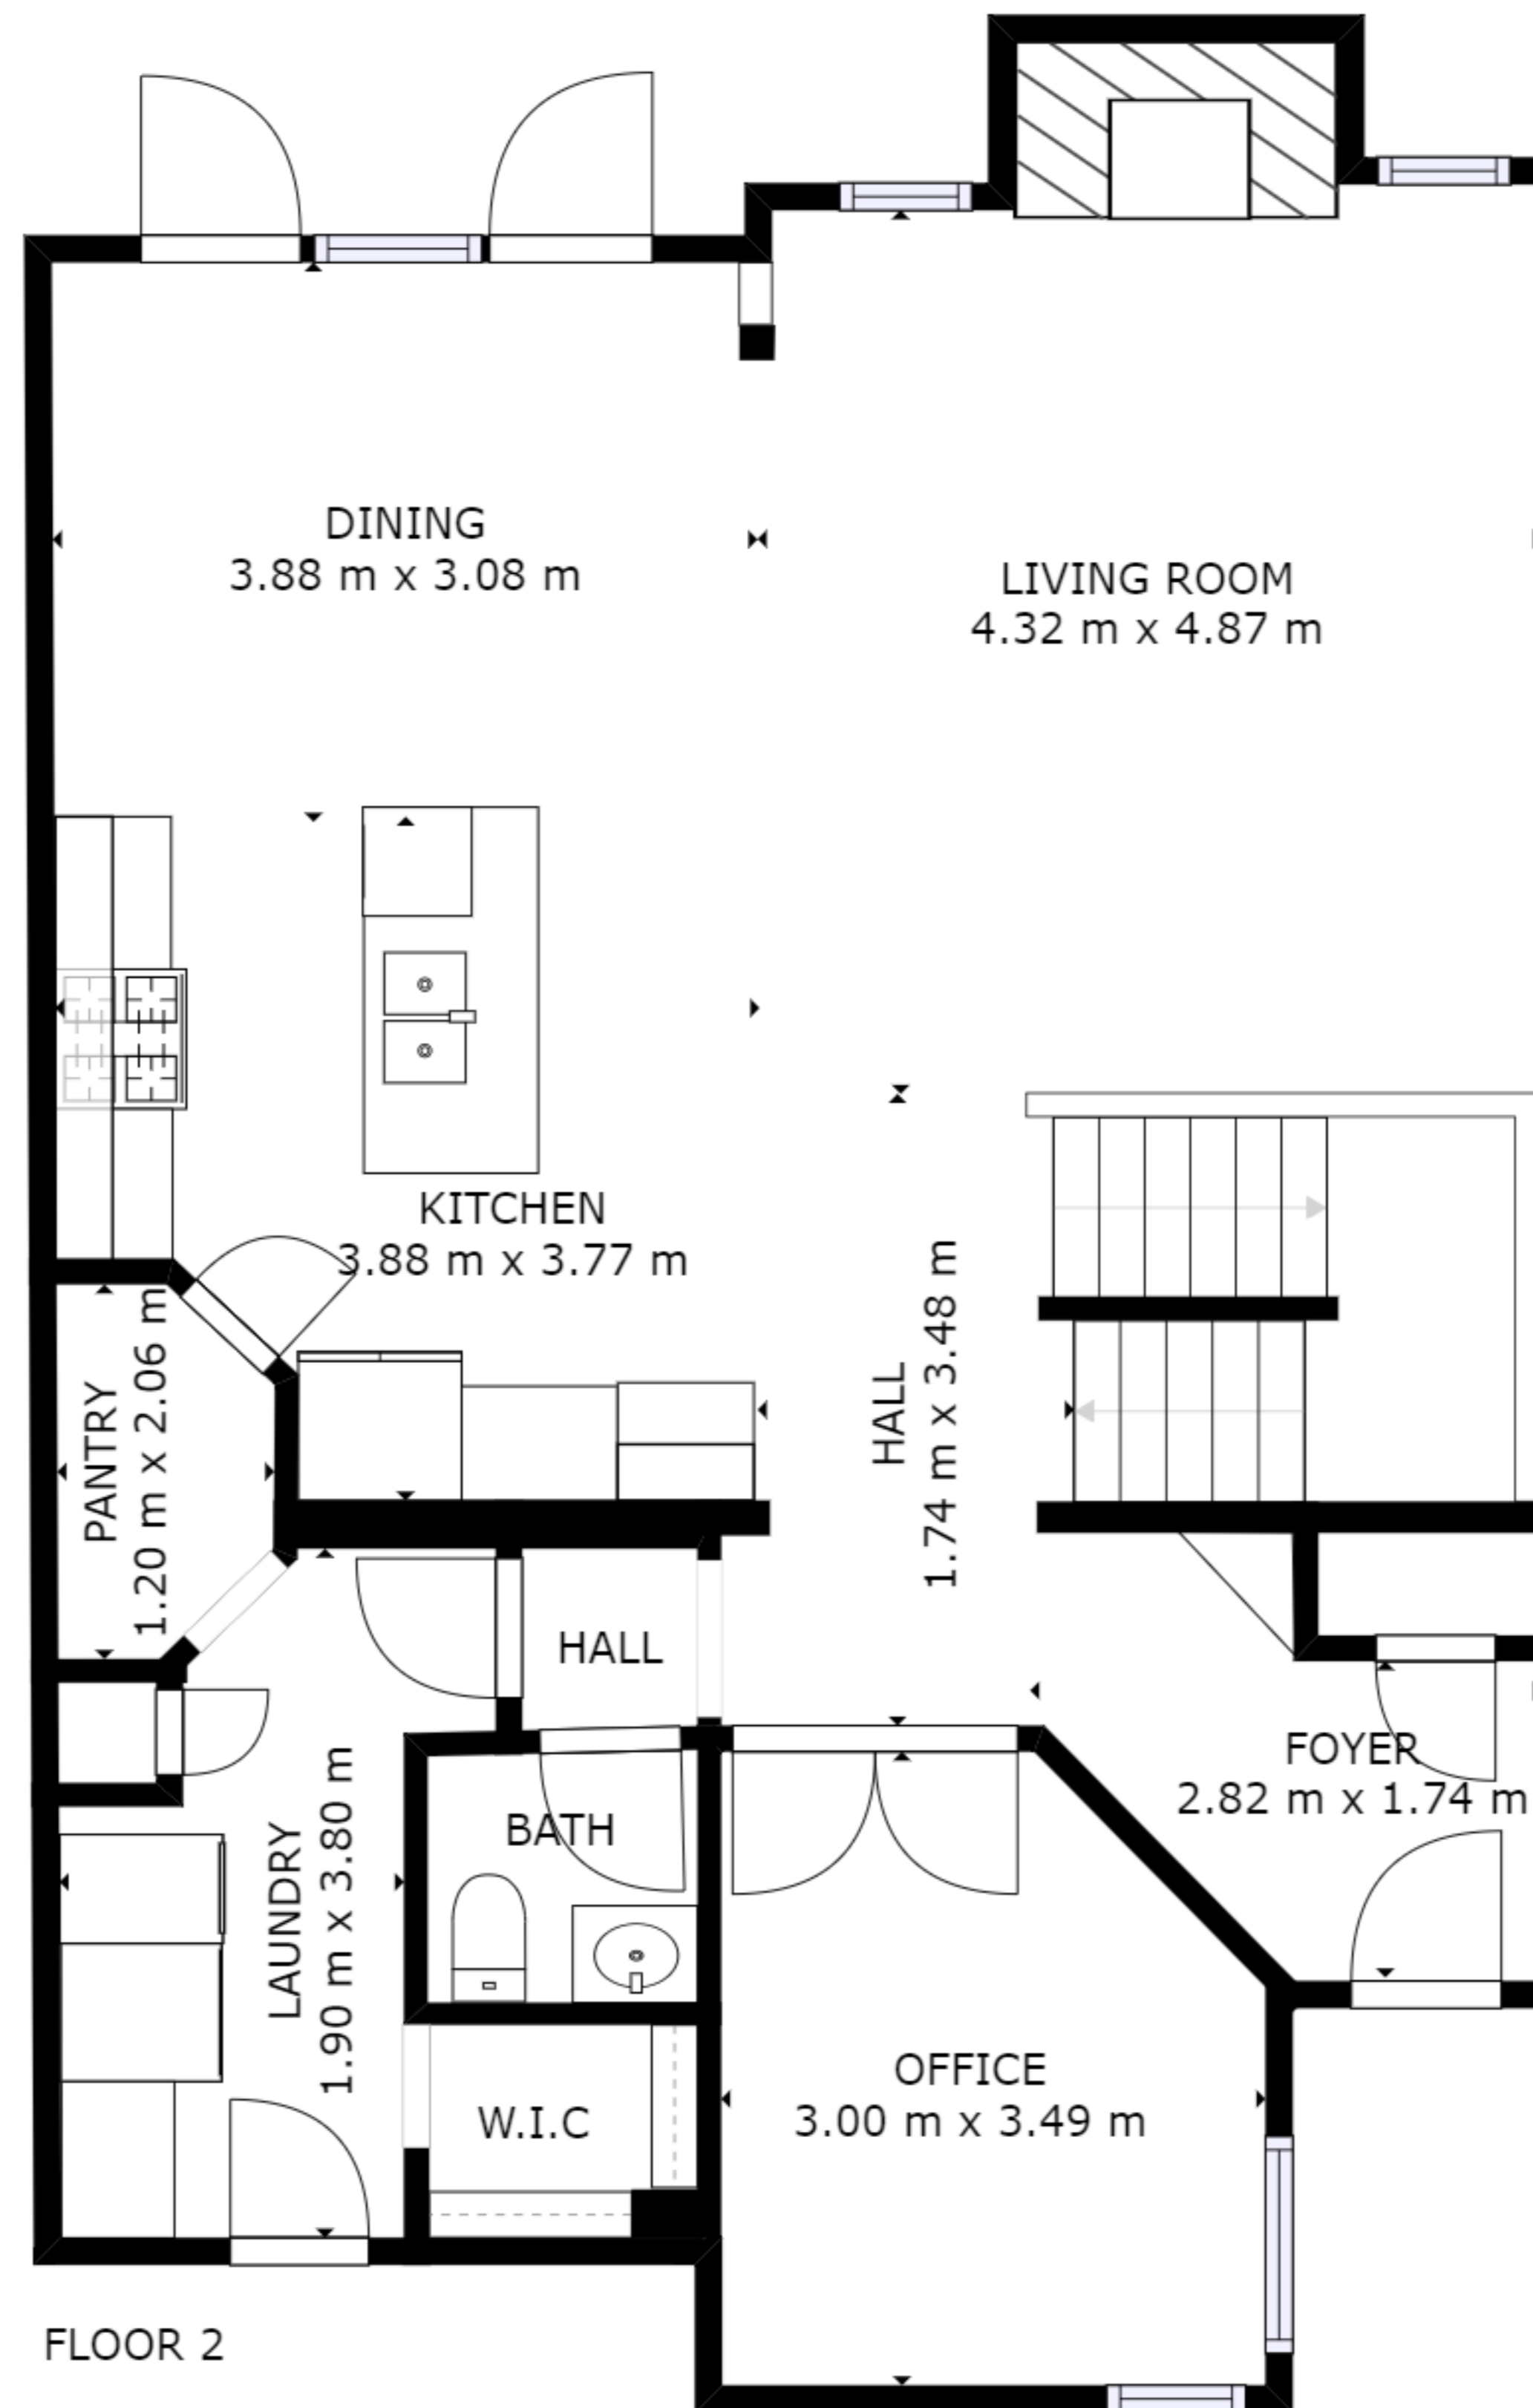 DINING
3.88 m x 3.08 m
LIVING ROOM
4.32 m x 4.87 m
KITCHEN
3.88 m x 3.77 m
PANTRY
1.20 m x 2.06 m
HALL
1.74 m x 3.48 m
HALL
FOYER
2.82 m x 1.74 m
BATH
LAUNDRY
1.90 m x 3.80 m
OFFICE
3.00 m x 3.49 m
W.I.C
FLOOR 2